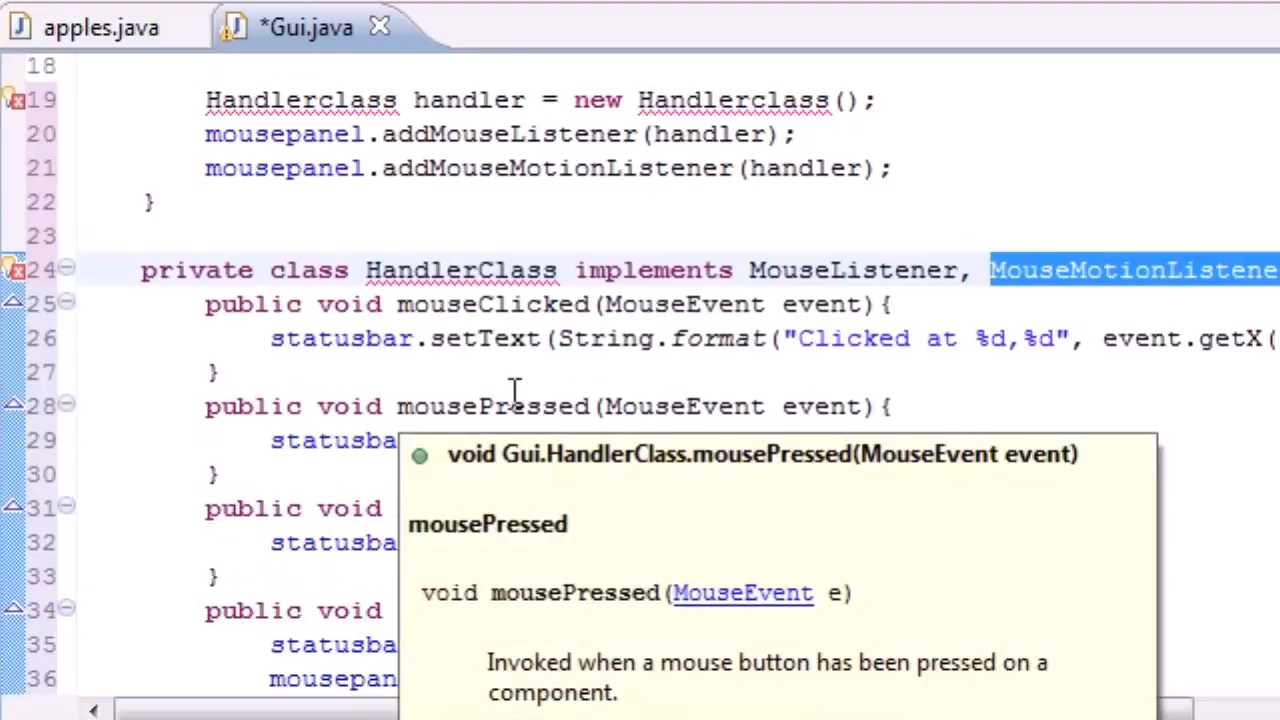 apples.java
*Gui.java
18
19 Handlerclass handler = new Handlerclass();
20 mousepanel.addMouseListener(handler);
21 mousepanel.addMouseMotionListener(handler);
22 }
23
24 private class HandlerClass implements MouseListener, MouseMotionListene
25 public void mouseClicked(MouseEvent event){
26 statusbar.setText(String.format("Clicked at %d,%d", event.getX(
27 }
28 public void mousePressed(MouseEvent event){
29 statusba
void Gui.HandlerClass.mousePressed(MouseEvent event)
30 }
31 public void
mousePressed
32 statusba
33 }
void mousePressed(MouseEvent e)
34 public void
35 statusba
Invoked when a mouse button has been pressed on a
36 mousepan
component.